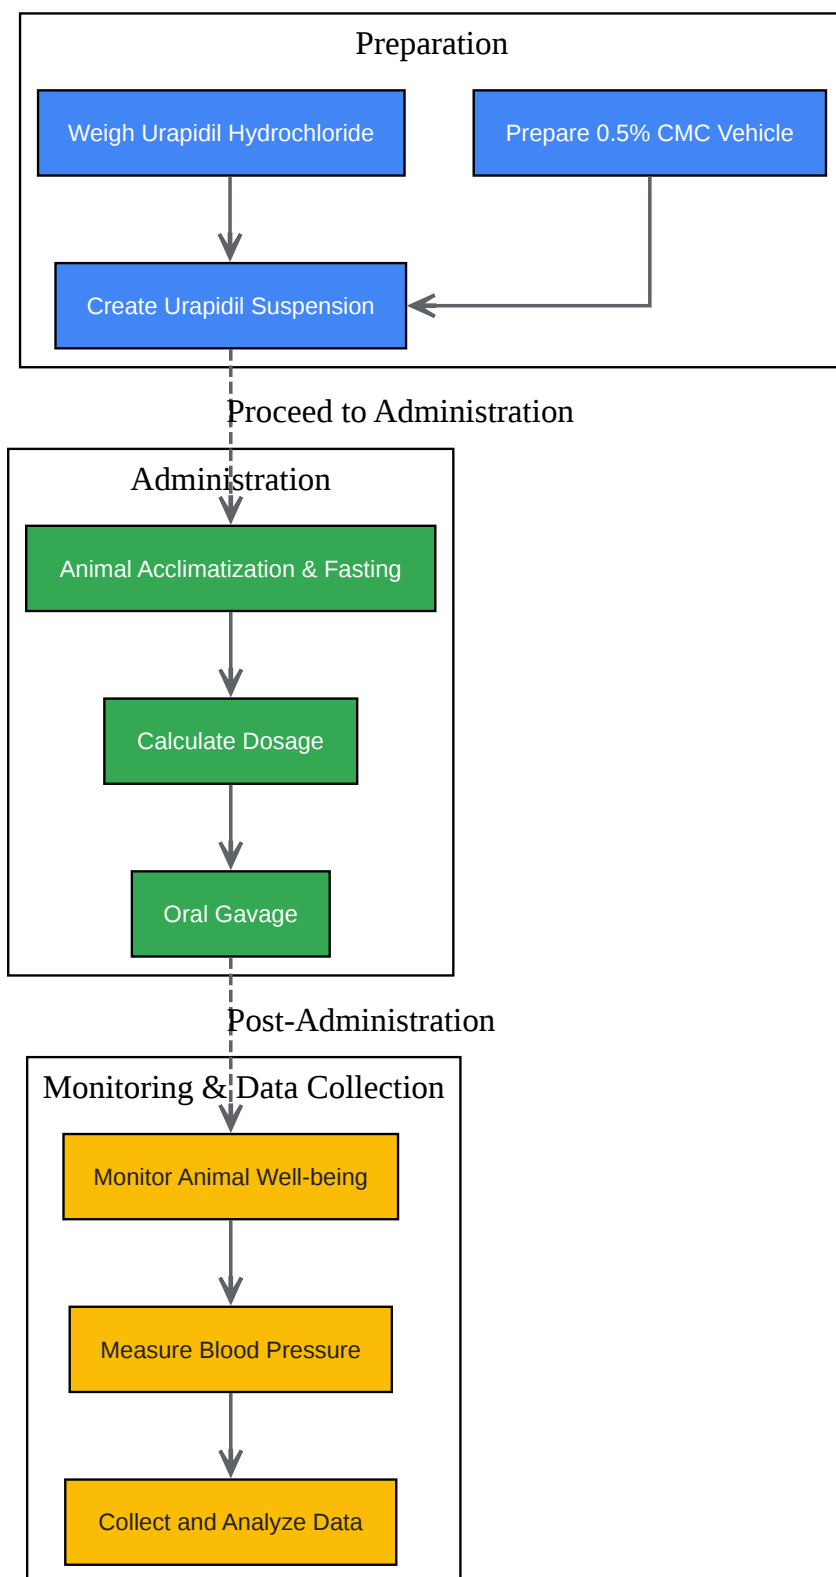 Preparation
Weigh Urapidil Hydrochloride
Prepare 0.5% CMC Vehicle
Create Urapidil Suspension
Proceed to Administration
Administration
Animal Acclimatization & Fasting
Calculate Dosage
Oral Gavage
Post-Administration
Monitoring & Data Collection
Monitor Animal Well-being
Measure Blood Pressure
Collect and Analyze Data